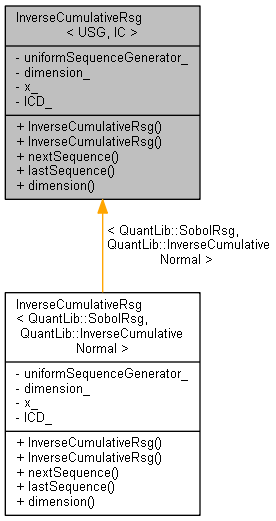 InverseCumulativeRsg
< USG, IC >
- uniformSequenceGenerator_
- dimension_
- x_
- ICD_
+ InverseCumulativeRsg()
+ InverseCumulativeRsg()
+ nextSequence()
+ lastSequence()
+ dimension()
< QuantLib::SobolRsg,
QuantLib::InverseCumulative
Normal >
InverseCumulativeRsg
< QuantLib::SobolRsg,
QuantLib::InverseCumulative
Normal >
- uniformSequenceGenerator_
- dimension_
- x_
- ICD_
+ InverseCumulativeRsg()
+ InverseCumulativeRsg()
+ nextSequence()
+ lastSequence()
+ dimension()